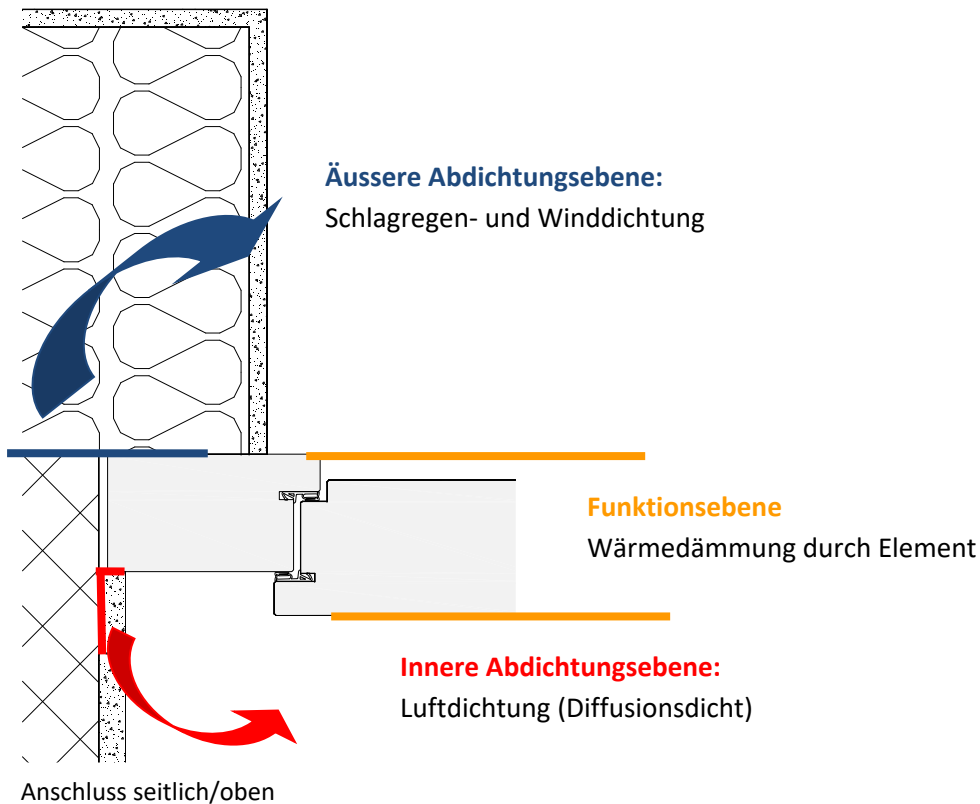 Äussere Abdichtungsebene:
Schlagregen- und Winddichtung
Funktionsebene
Wärmedämmung durch Element
Innere Abdichtungsebene:
Luftdichtung (Diffusionsdicht)
Anschluss seitlich/oben